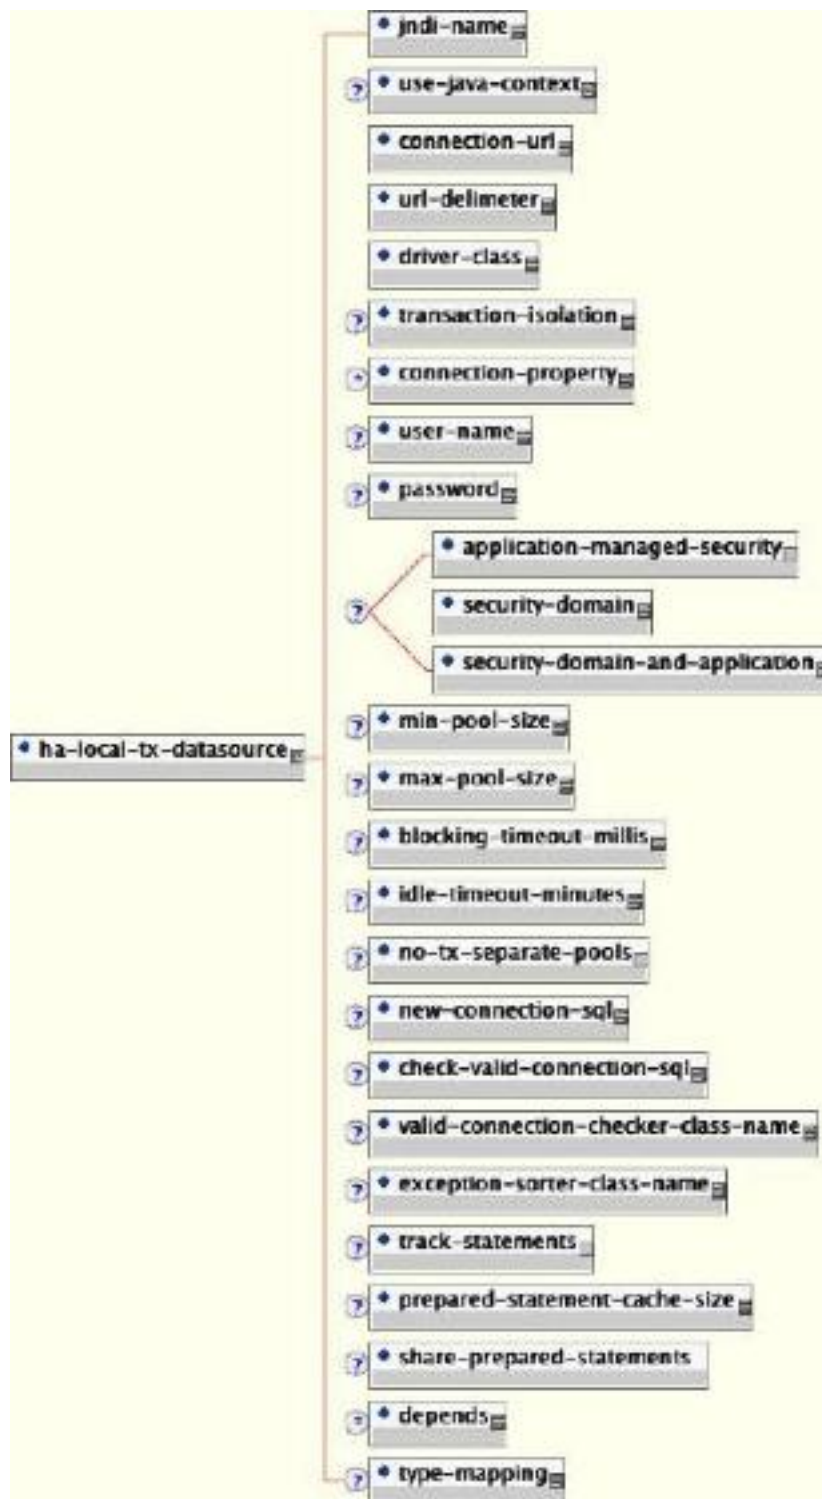 jndi-name
? use-java-context
connection-url
url-delimeter
driver-class
? transaction-isolation
* connection-property
? user-name
? password
application-managed-security
? security-domain
security-domain-and-application
? min-pool-size
ha-local-tx-datasource
? max-pool-size
? blocking-timeout-millis
? idle-timeout-minutes
? no-tx-separate-pools
? new-connection-sql
? check-valid-connection-sql
? valid-connection-checker-class-name
? exception-sorter-class-name
? track-statements
? prepared-statement-cache-size
? share-prepared-statements
depends
? type-mapping